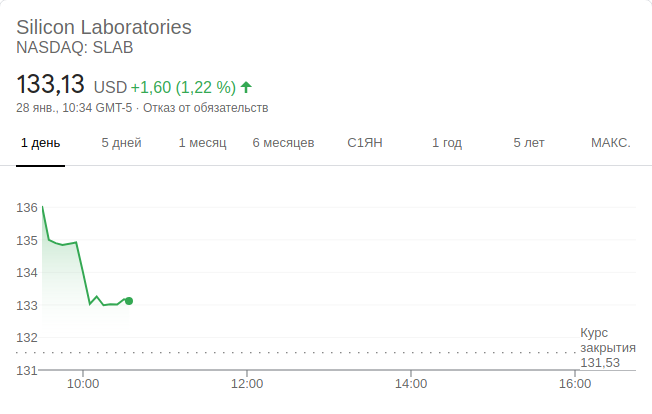 Silicon Laboratories
NASDAQ: SLAB
133,13 USD +1,60 (1,22 %)
28 янв., 10:34 GMT-5 · Отказ от обязательств
1 день 5 дней 1 месяц 6 месяцев С1ЯН 1 год 5 лет МАКС.
136
135
134
133
132
Курс
закрытия
131,53
131
10:00 12:00 14:00 16:00